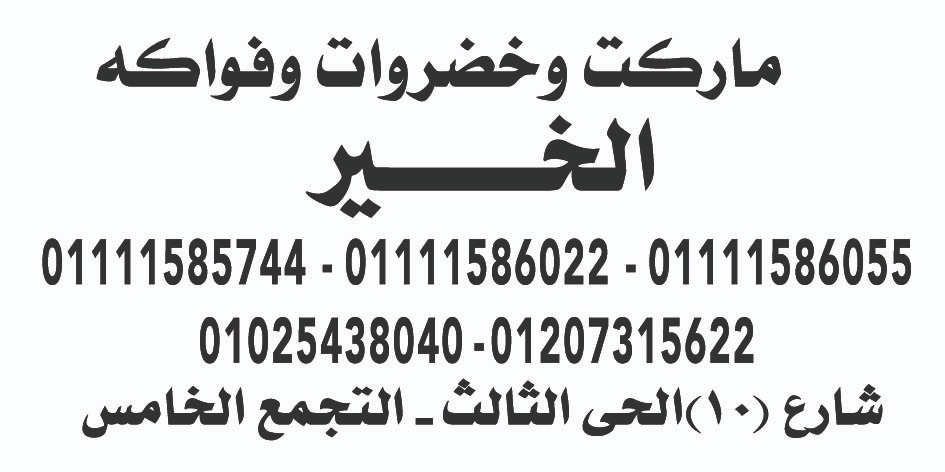 ماركت وخضروات وفواكه
الخـــــير
01111585744 - 01111586022 - 01111586055
01025438040 - 01207315622
شارع (١٠) الحى الثالث ـ التجمع الخامس